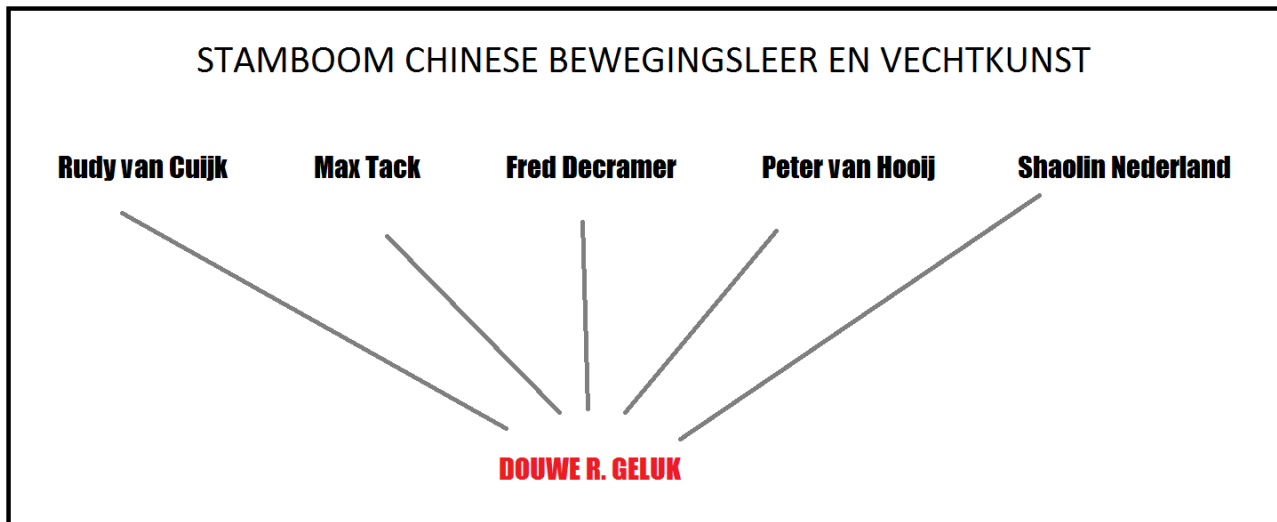 STAMBOOM CHINESE BEWEGINGSLEER EN VECHTKUNST
Rudy van Cuijk Max Tack Fred Decramer Peter van Hooij Shaolin Nederland
DOUWE R. GELUK